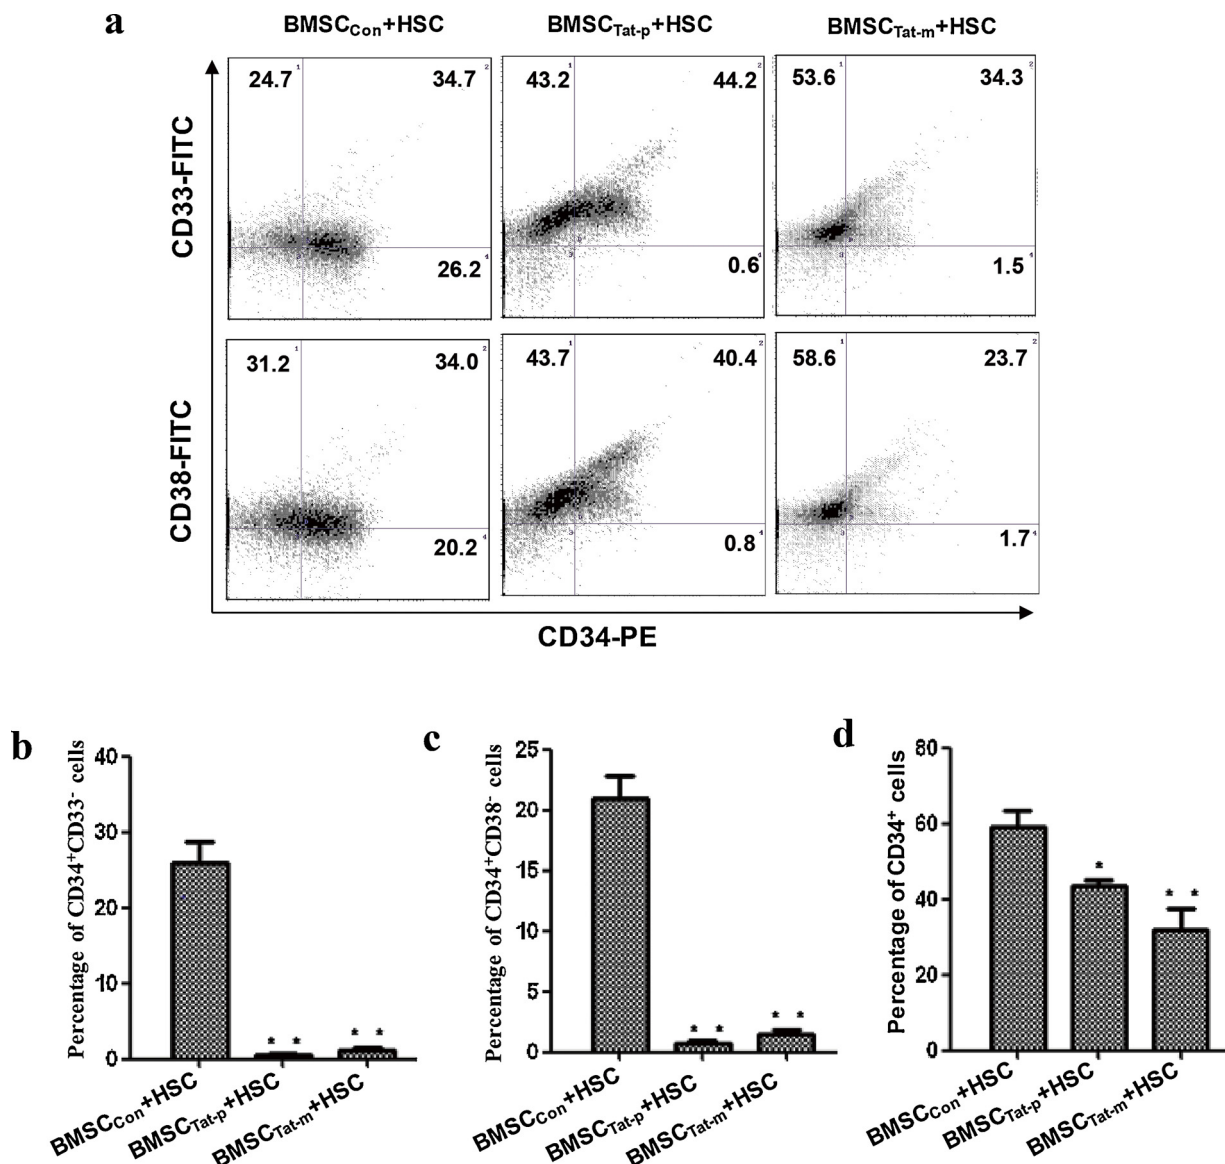 a
BMSCCon+HSC BMSCTat-p+HSC BMSCTat-m+HSC
CD33-FITC
24.7 34.7 43.2 44.2 53.6 34.3
26.2 0.6 1.5
CD38-FITC
31.2 34.0 43.7 40.4 58.6 23.7
20.2 0.8 1.7
CD34-PE
b
Percentage of CD34+CD33- cells
40
30
20
10
0
* * * *
BMSCCon+HSC BMSCTat-p+HSC BMSCTat-m+HSC
c
Percentage of CD34+CD38- cells
25
20
15
10
5
0
* * * *
BMSCCon+HSC BMSCTat-p+HSC BMSCTat-m+HSC
d
Percentage of CD34+ cells
80
60
40
20
0
* * *
BMSCCon+HSC BMSCTat-p+HSC BMSCTat-m+HSC